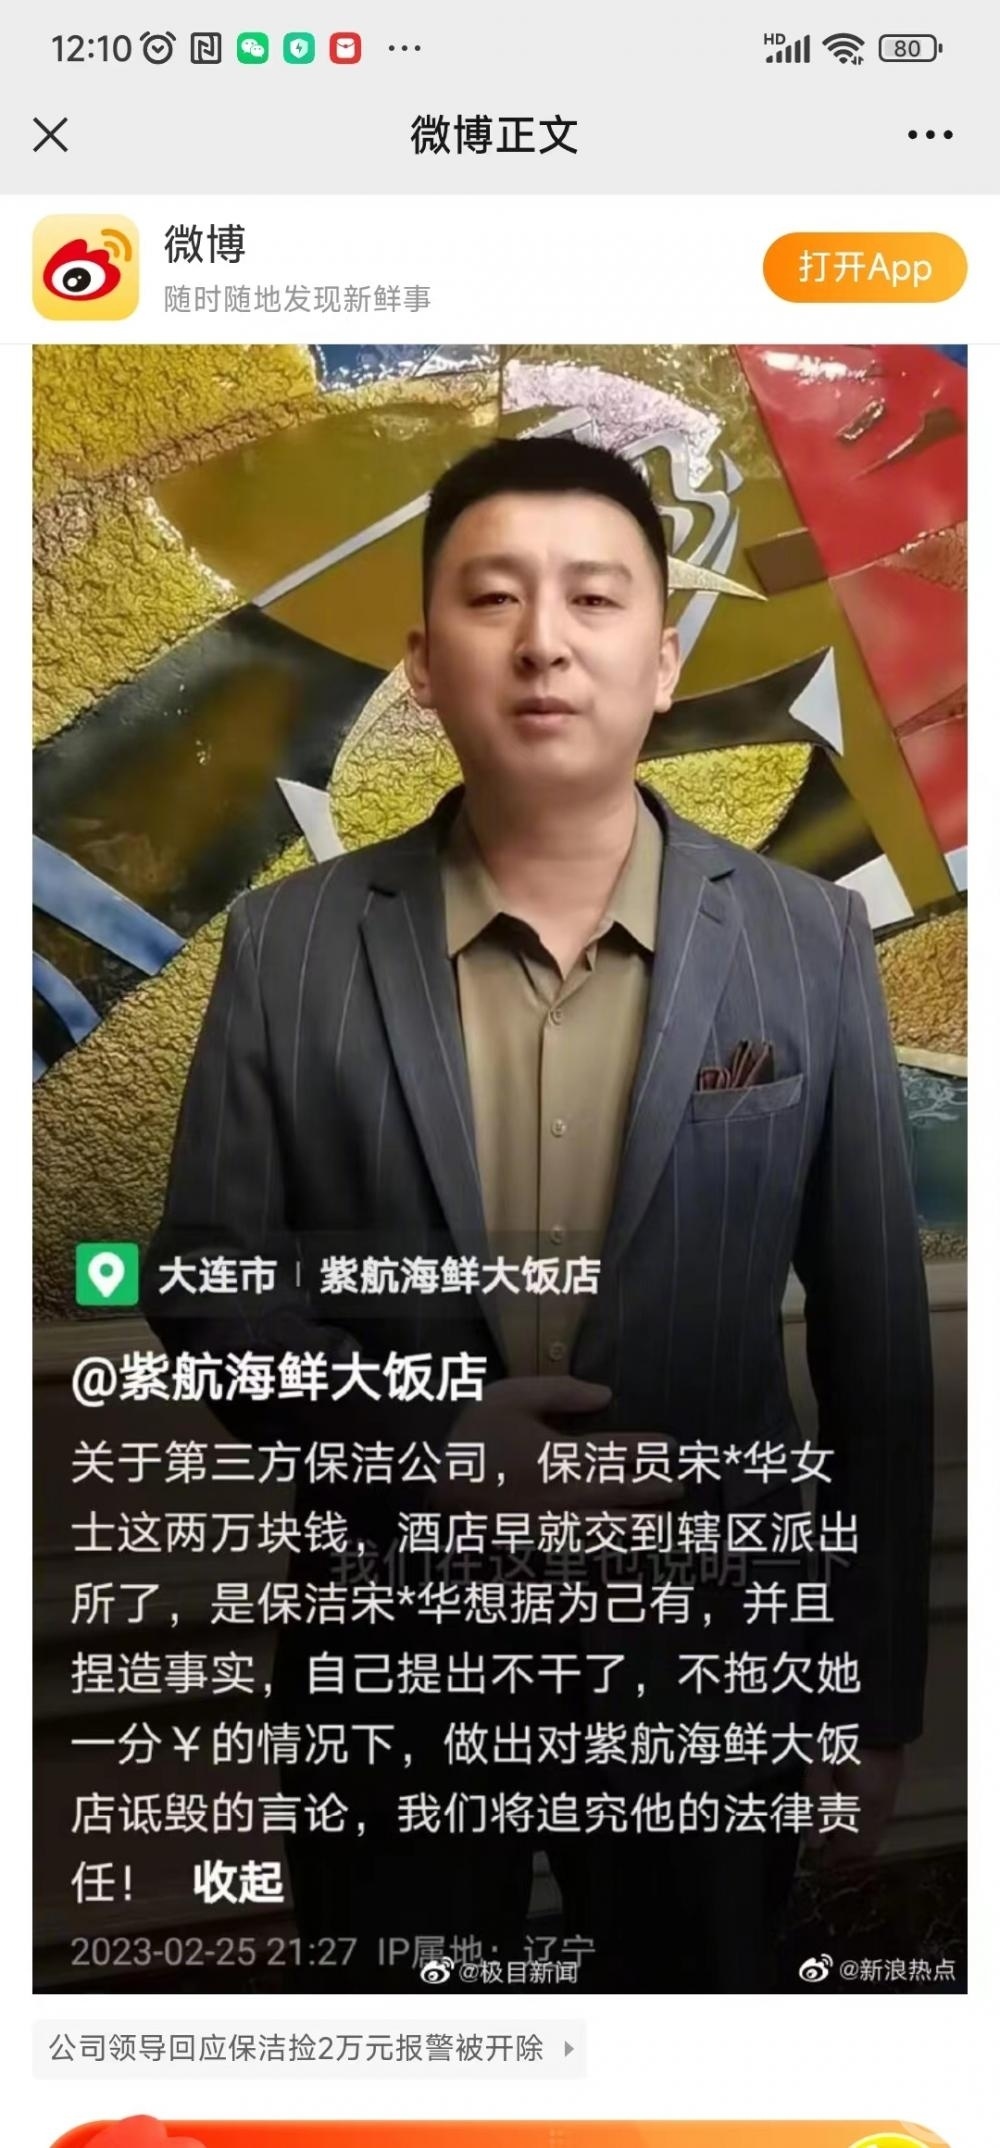 12:10
HD
80
微博正文
微博
随时随地发现新鲜事
打开App
大连市 | 紫航海鲜大饭店
@紫航海鲜大饭店
关于第三方保洁公司，保洁员宋*华女
士这两万块钱，酒店早就交到辖区派出
我们在这里也说明一下
所了，是保洁宋*华想据为己有，并且
捏造事实，自己提出不干了，不拖欠她
一分￥的情况下，做出对紫航海鲜大饭
店诋毁的言论，我们将追究他的法律责
任！ 收起
2023-02-25 21:27 IP属地：辽宁
@极目新闻
@新浪热点
公司领导回应保洁捡2万元报警被开除